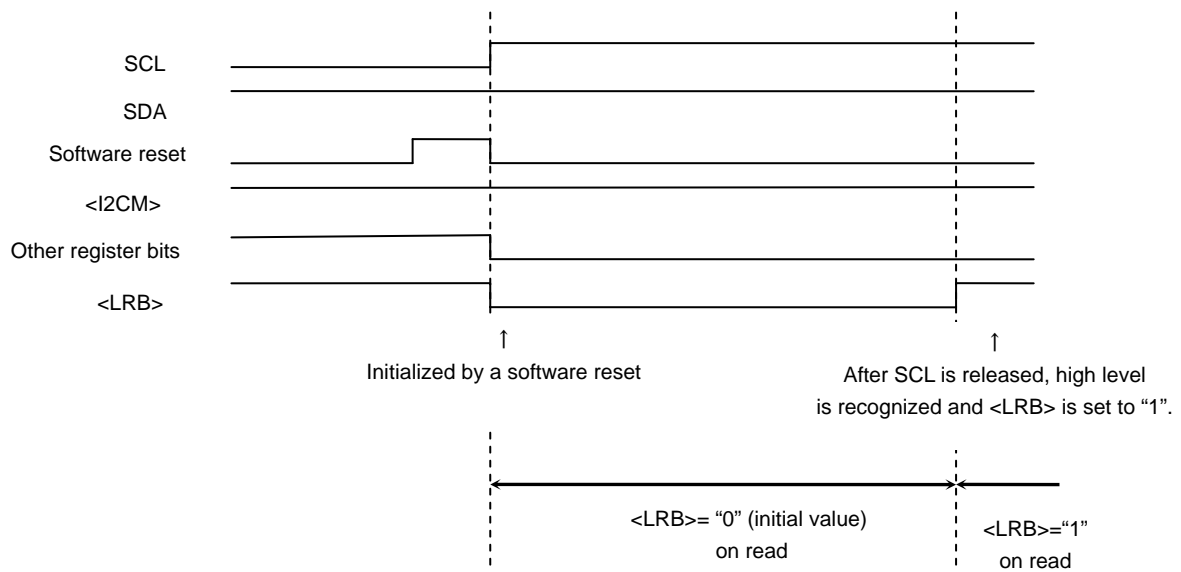 SCL
SDA
Software reset
<I2CM>
Other register bits
<LRB>
↑
Initialized by a software reset
↑
After SCL is released, high level
is recognized and <LRB> is set to “1”.
<LRB>= “0” (initial value)
on read
<LRB>=“1”
on read